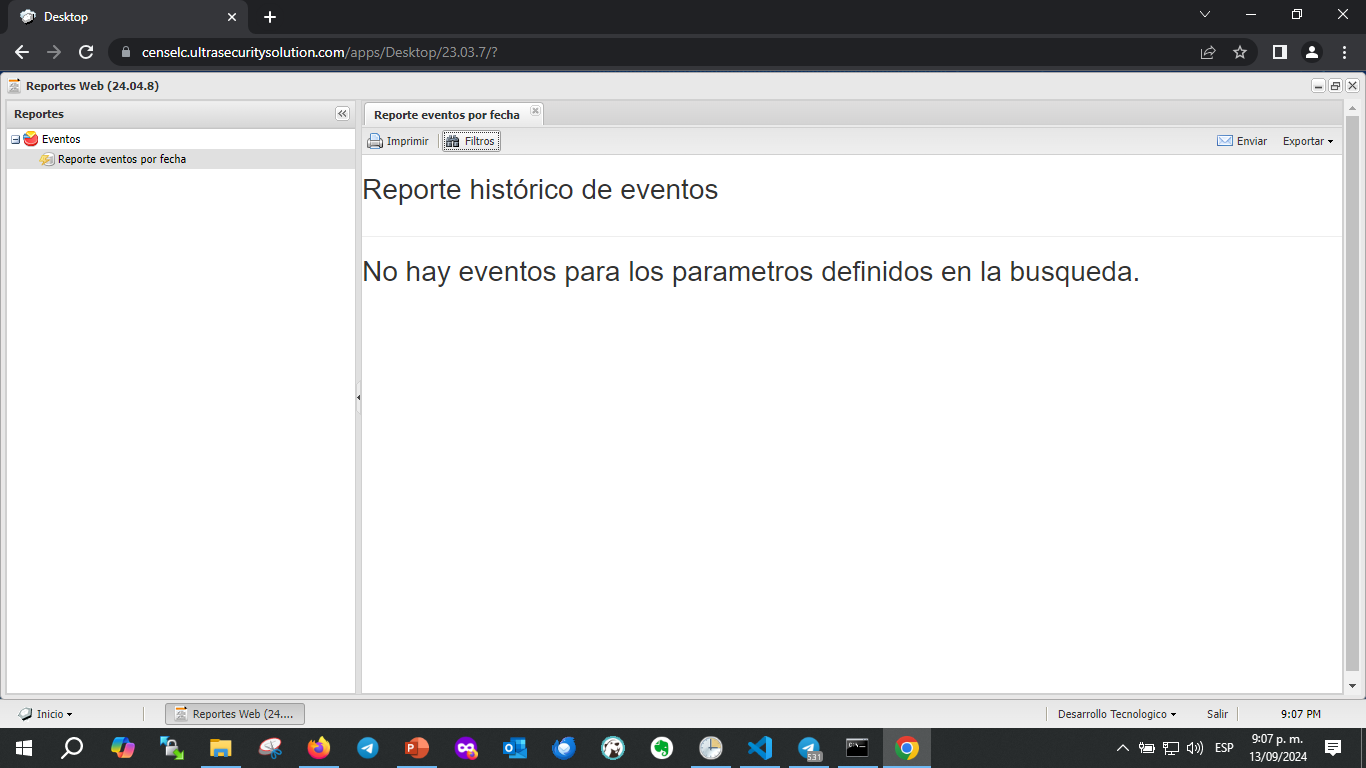 Desktop
censelc.ultrasecuritysolution.com/apps/Desktop/23.03.7/?
Reportes Web (24.04.8)
Reportes
Eventos
Reporte eventos por fecha
Reporte eventos por fecha
Imprimir
Filtros
Enviar
Exportar
Reporte histórico de eventos
No hay eventos para los parametros definidos en la busqueda.
Inicio
Reportes Web (24....
Desarrollo Tecnologico
Salir
9:07 PM
531
ESP
9:07 p. m.
13/09/2024